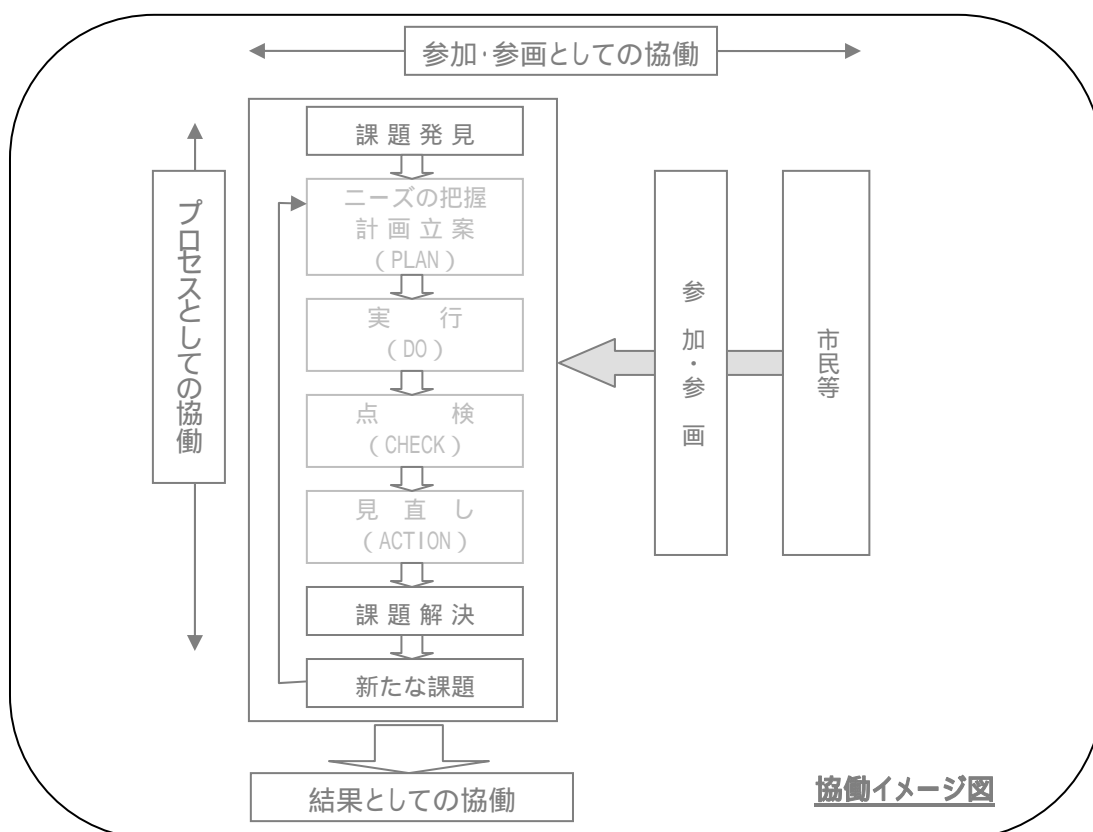 参加・参画としての協働
プロセスとしての協働
課題発見
ニーズの把握
計画立案
(PLAN)
実 行
(DO)
点 検
(CHECK)
見直し
(ACTION)
課題解決
新たな課題
参加・参画
市民等
結果としての協働
協働イメージ図